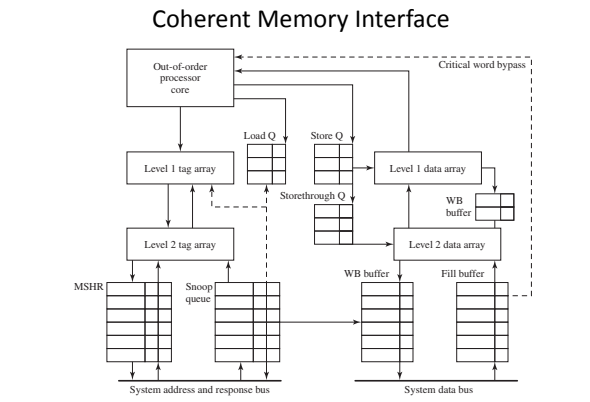 Coherent Memory Interface
Out-of-order
processor
core
Critical word bypass
Load Q
Store Q
Level 1 tag array
Level 1 data array
Storethrough Q
WB
buffer
Level 2 tag array
Level 2 data array
MSHR
Snoop
queue
WB buffer
Fill buffer
System address and response bus
System data bus